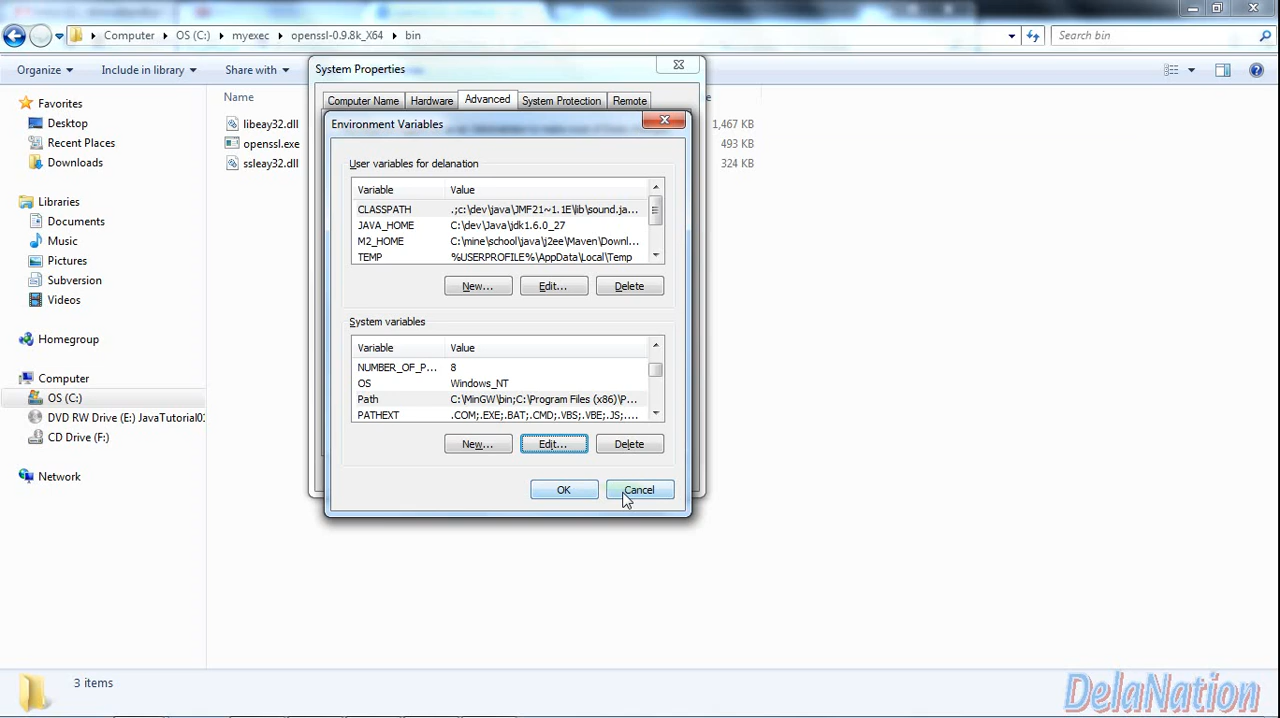 Computer
OS (C:)
myexec
openssl-0.9.8k_X64
bin
Search bin
Organize
Include in library
Share with
Favorites
Desktop
Recent Places
Downloads
Libraries
Documents
Music
Pictures
Subversion
Videos
Homegroup
Computer
OS (C:)
DVD RW Drive (E:) JavaTutorial01
CD Drive (F:)
Network
Name
libeay32.dll
openssl.exe
ssleay32.dll
1,467 KB
493 KB
324 KB
System Properties
Computer Name
Hardware
Advanced
System Protection
Remote
Environment Variables
User variables for delanation
Variable Value
CLASSPATH .;c:\dev\java\JMF21~1.1E\lib\sound.ja...
JAVA_HOME C:\dev\Java\jdk1.6.0_27
M2_HOME C:\mine\school\java\j2ee\Maven\Downl...
TEMP %USERPROFILE%\AppData\Local\Temp
New...
Edit...
Delete
System variables
Variable Value
NUMBER_OF_P... 8
OS Windows_NT
Path C:\MinGW\bin;C:\Program Files (x86)\P...
PATHEXT .COM;.EXE;.BAT;.CMD;.VBS;.VBE;.JS;....
New...
Edit...
Delete
OK
Cancel
3 items
DelaNation